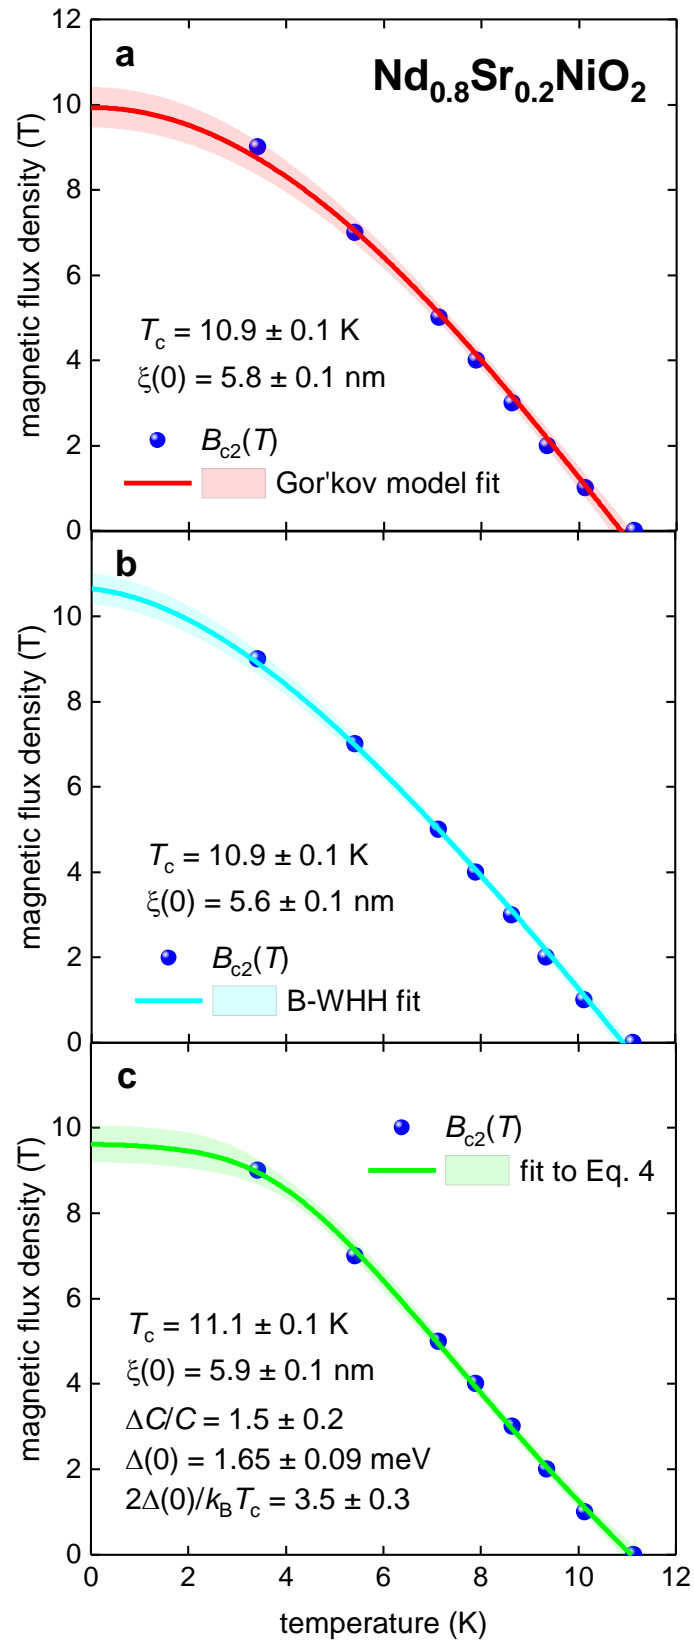 12
a
Nd0.8Sr0.2NiO2
10
8
6
4
2
0
magnetic flux density (T)
Tc = 10.9 ± 0.1 K
ξ(0) = 5.8 ± 0.1 nm
Bc2(T)
Gor'kov model fit
b
10
8
6
4
2
0
magnetic flux density (T)
Tc = 10.9 ± 0.1 K
ξ(0) = 5.6 ± 0.1 nm
Bc2(T)
B-WHH fit
c
10
8
6
4
2
0
magnetic flux density (T)
Bc2(T)
fit to Eq. 4
Tc = 11.1 ± 0.1 K
ξ(0) = 5.9 ± 0.1 nm
ΔC/C = 1.5 ± 0.2
Δ(0) = 1.65 ± 0.09 meV
2Δ(0)/kBTc = 3.5 ± 0.3
0 2 4 6 8 10 12
temperature (K)